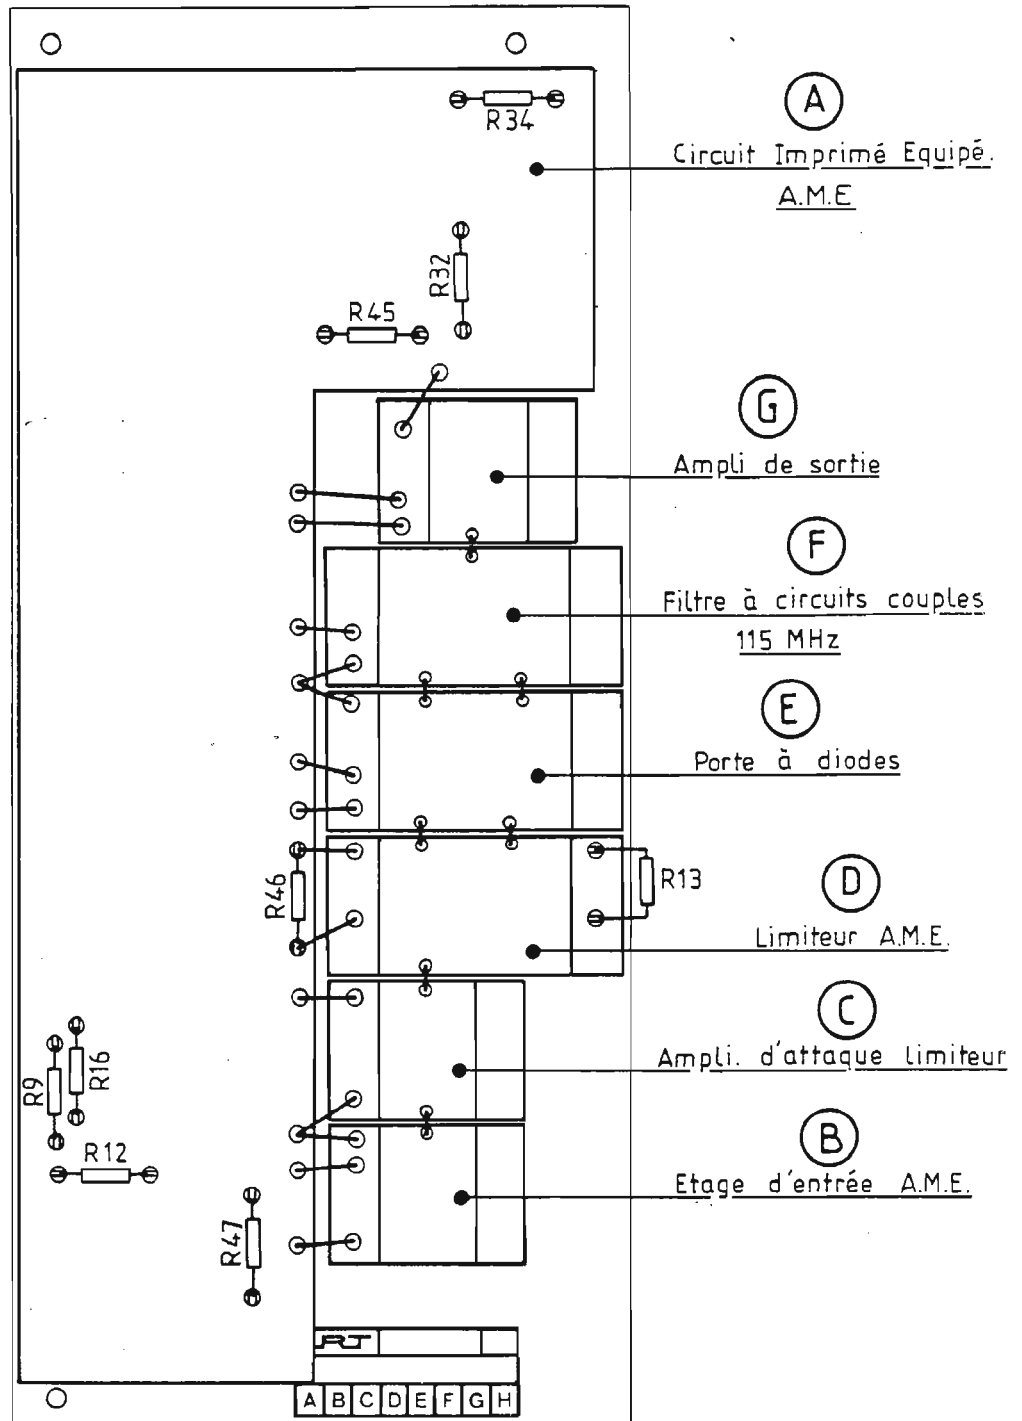 R34
A
Circuit Imprimé Equipé.
A.M.E
R32
R45
G
Ampli de sortie
F
Filtre à circuits couples
115 MHz
E
Porte à diodes
R46
R13
D
Limiteur A.M.E.
C
Ampli. d'attaque limiteur
R9
R16
R12
B
Etage d'entrée A.M.E.
R47
RT
A B C D E F G H